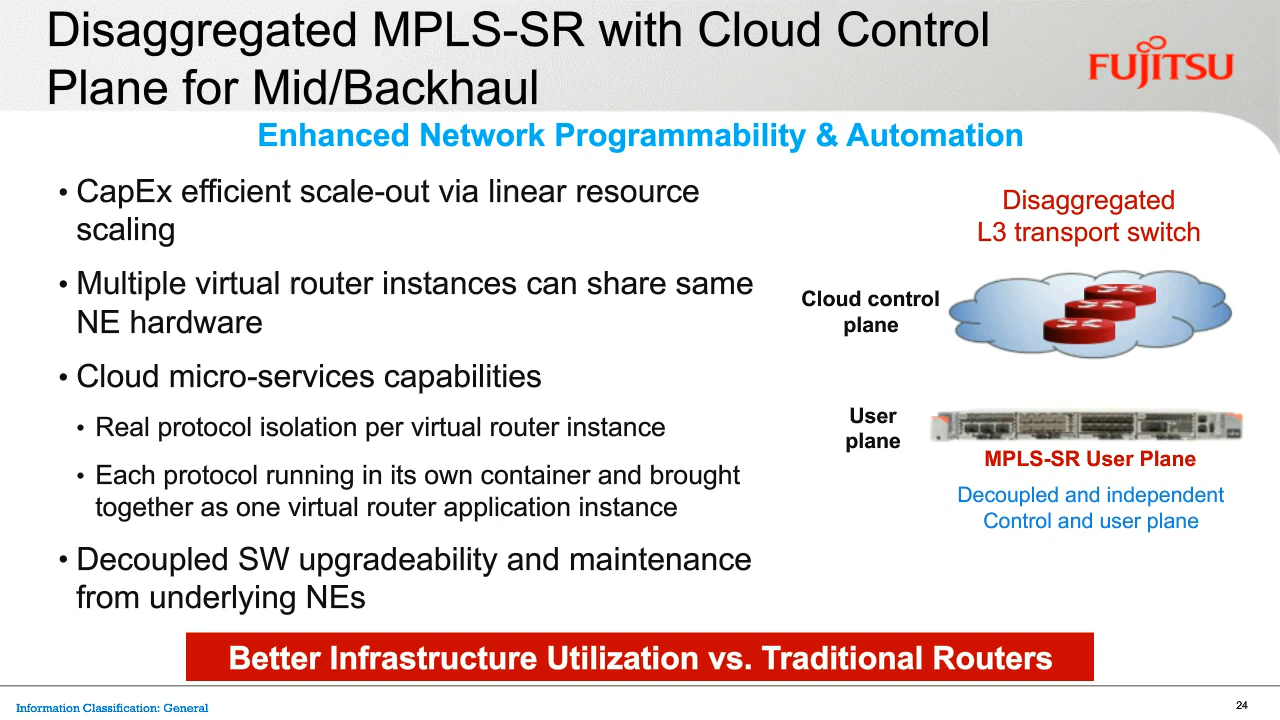 Disaggregated MPLS-SR with Cloud Control
Plane for Mid/Backhaul
FUJITSU
Enhanced Network Programmability & Automation
• CapEx efficient scale-out via linear resource
scaling
• Multiple virtual router instances can share same
NE hardware
• Cloud micro-services capabilities
• Real protocol isolation per virtual router instance
• Each protocol running in its own container and brought
together as one virtual router application instance
• Decoupled SW upgradeability and maintenance
from underlying NEs
Disaggregated
L3 transport switch
Cloud control
plane
User
plane
MPLS-SR User Plane
Decoupled and independent
Control and user plane
Better Infrastructure Utilization vs. Traditional Routers
Information Classification: General
24